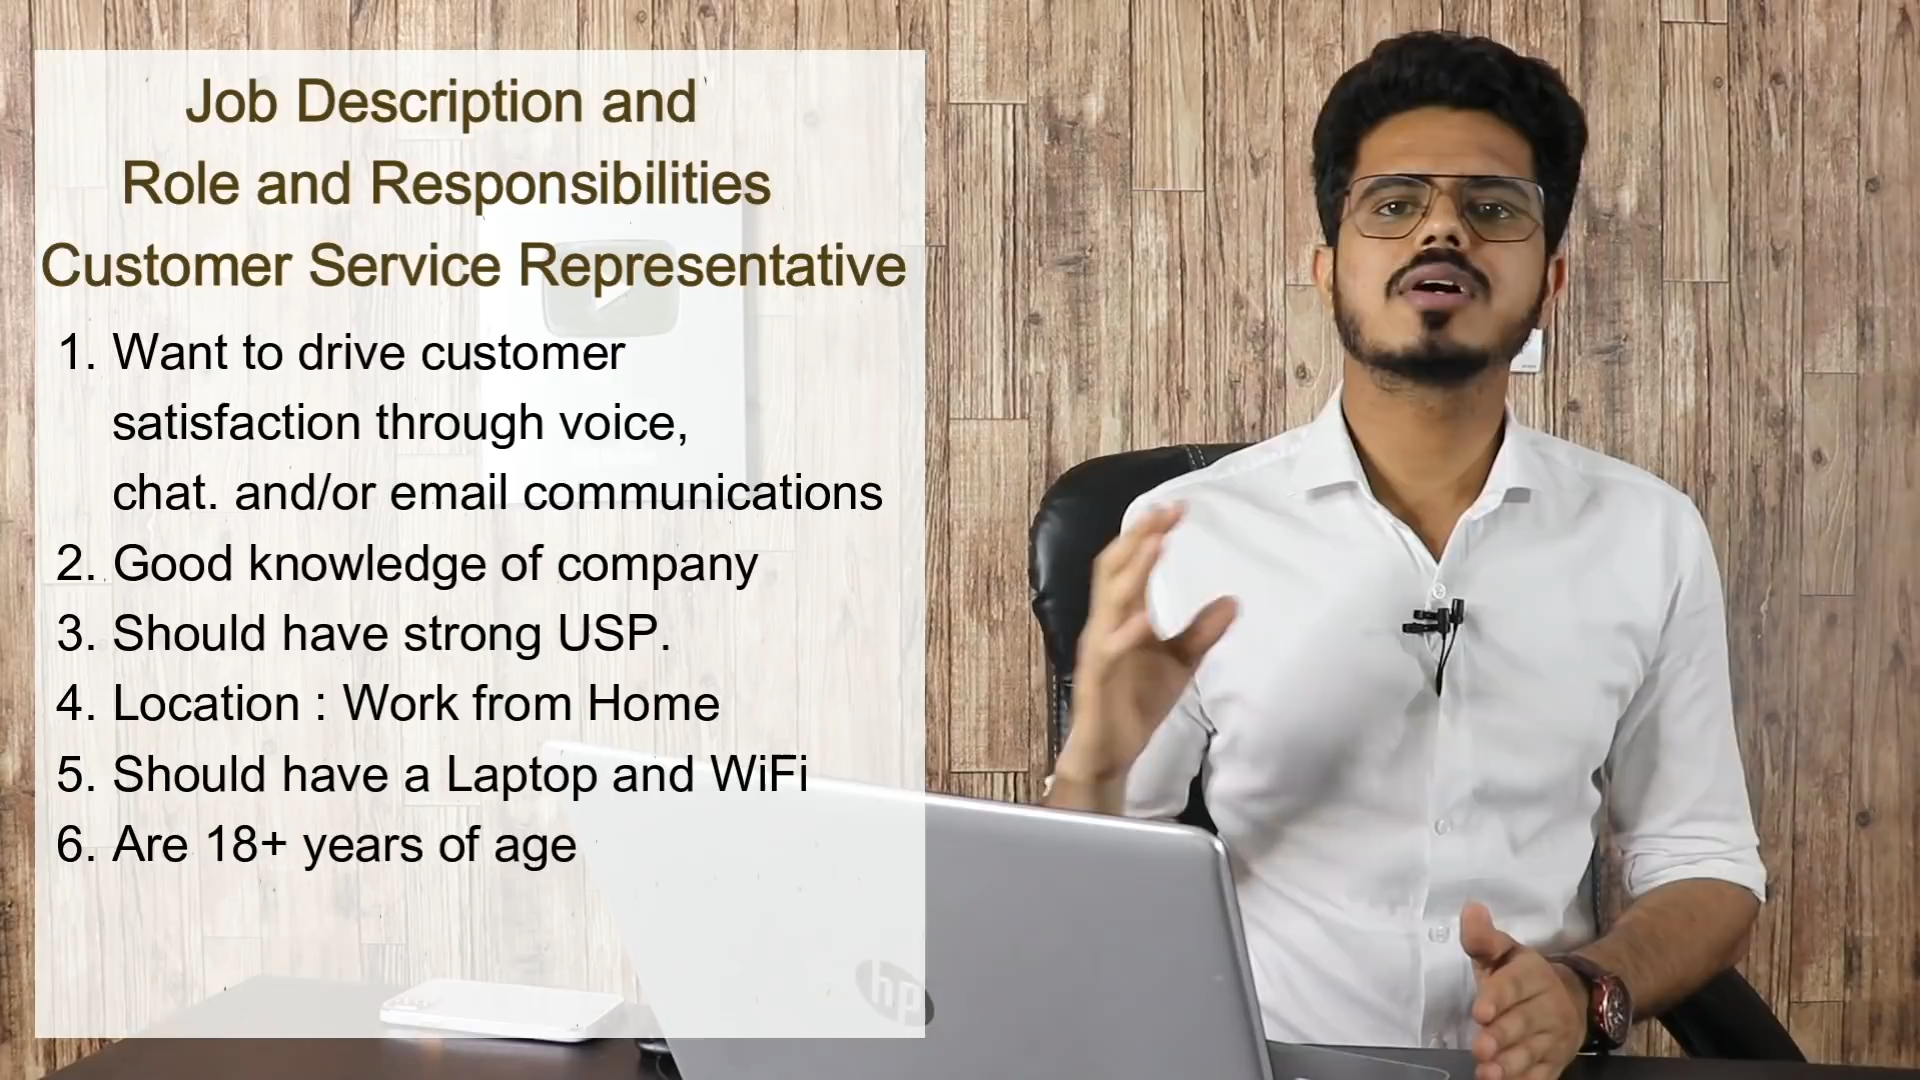 Job Description and
Role and Responsibilities
Customer Service Representative
1. Want to drive customer
satisfaction through voice,
chat. and/or email communications
2. Good knowledge of company
3. Should have strong USP.
4. Location : Work from Home
5. Should have a Laptop and WiFi
6. Are 18+ years of age
hp